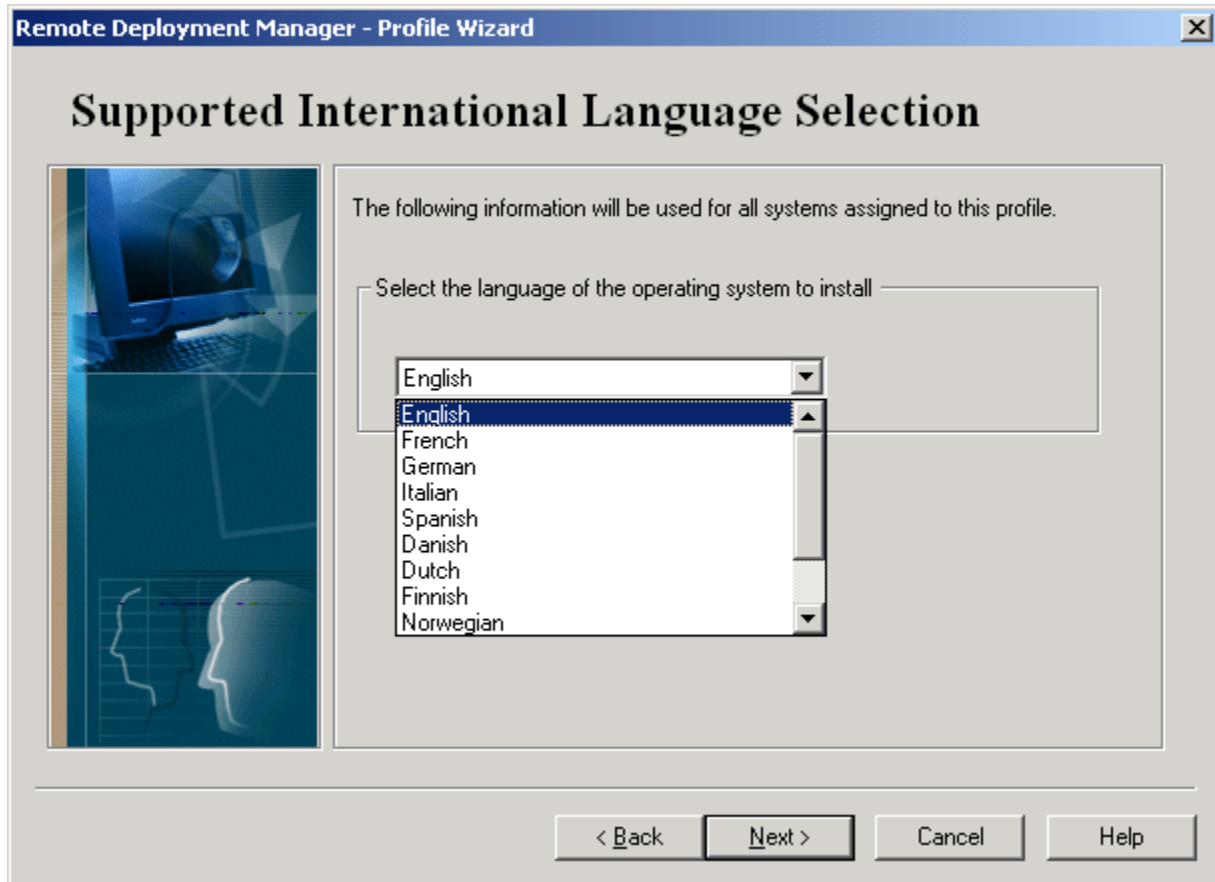 Remote Deployment Manager - Profile Wizard
Supported International Language Selection
The following information will be used for all systems assigned to this profile.
Select the language of the operating system to install
English
English
French
German
Italian
Spanish
Danish
Dutch
Finnish
Norwegian
< Back
Next >
Cancel
Help